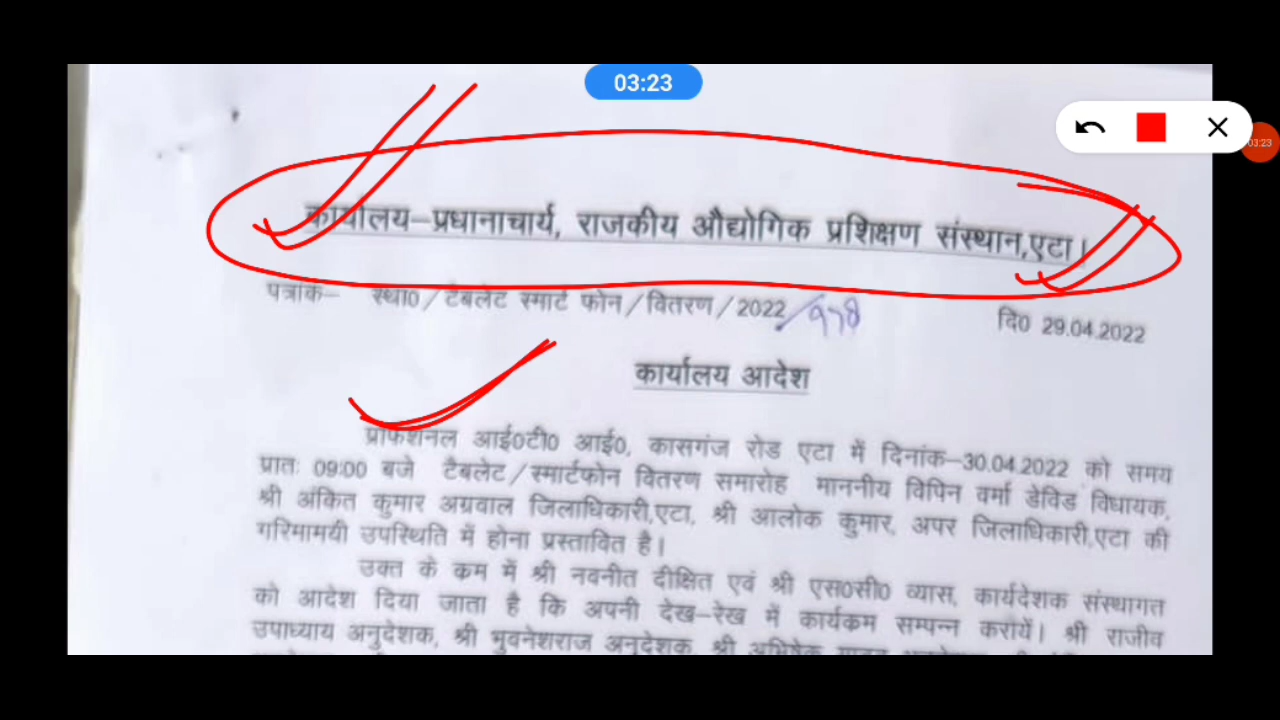 03:23
03:23
कार्यालय–प्रधानाचार्य, राजकीय औद्योगिक प्रशिक्षण संस्थान,एटा।
पत्रांक– स्था0/टैबलेट स्मार्ट फोन/वितरण/2022/978
दि0 29.04.2022
कार्यालय आदेश
प्रोफेशनल आई0टी0 आई0, कासगंज रोड एटा में दिनांक–30.04.2022 को समय
प्रातः 09:00 बजे टैबलेट/स्मार्टफोन वितरण समारोह माननीय विपिन वर्मा डेविड विधायक,
श्री अंकित कुमार अग्रवाल जिलाधिकारी,एटा, श्री आलोक कुमार, अपर जिलाधिकारी,एटा की
गरिमामयी उपस्थिति में होना प्रस्तावित है।
उक्त के कम में श्री नवनीत दीक्षित एवं श्री एस0सी0 व्यास, कार्यदेशक संस्थागत
को आदेश दिया जाता है कि अपनी देख–रेख में कार्यकम सम्पन्न करायें। श्री राजीव
उपाध्याय अनुदेशक, श्री भुवनेशराज अनुदेशक, श्री अभिषेक